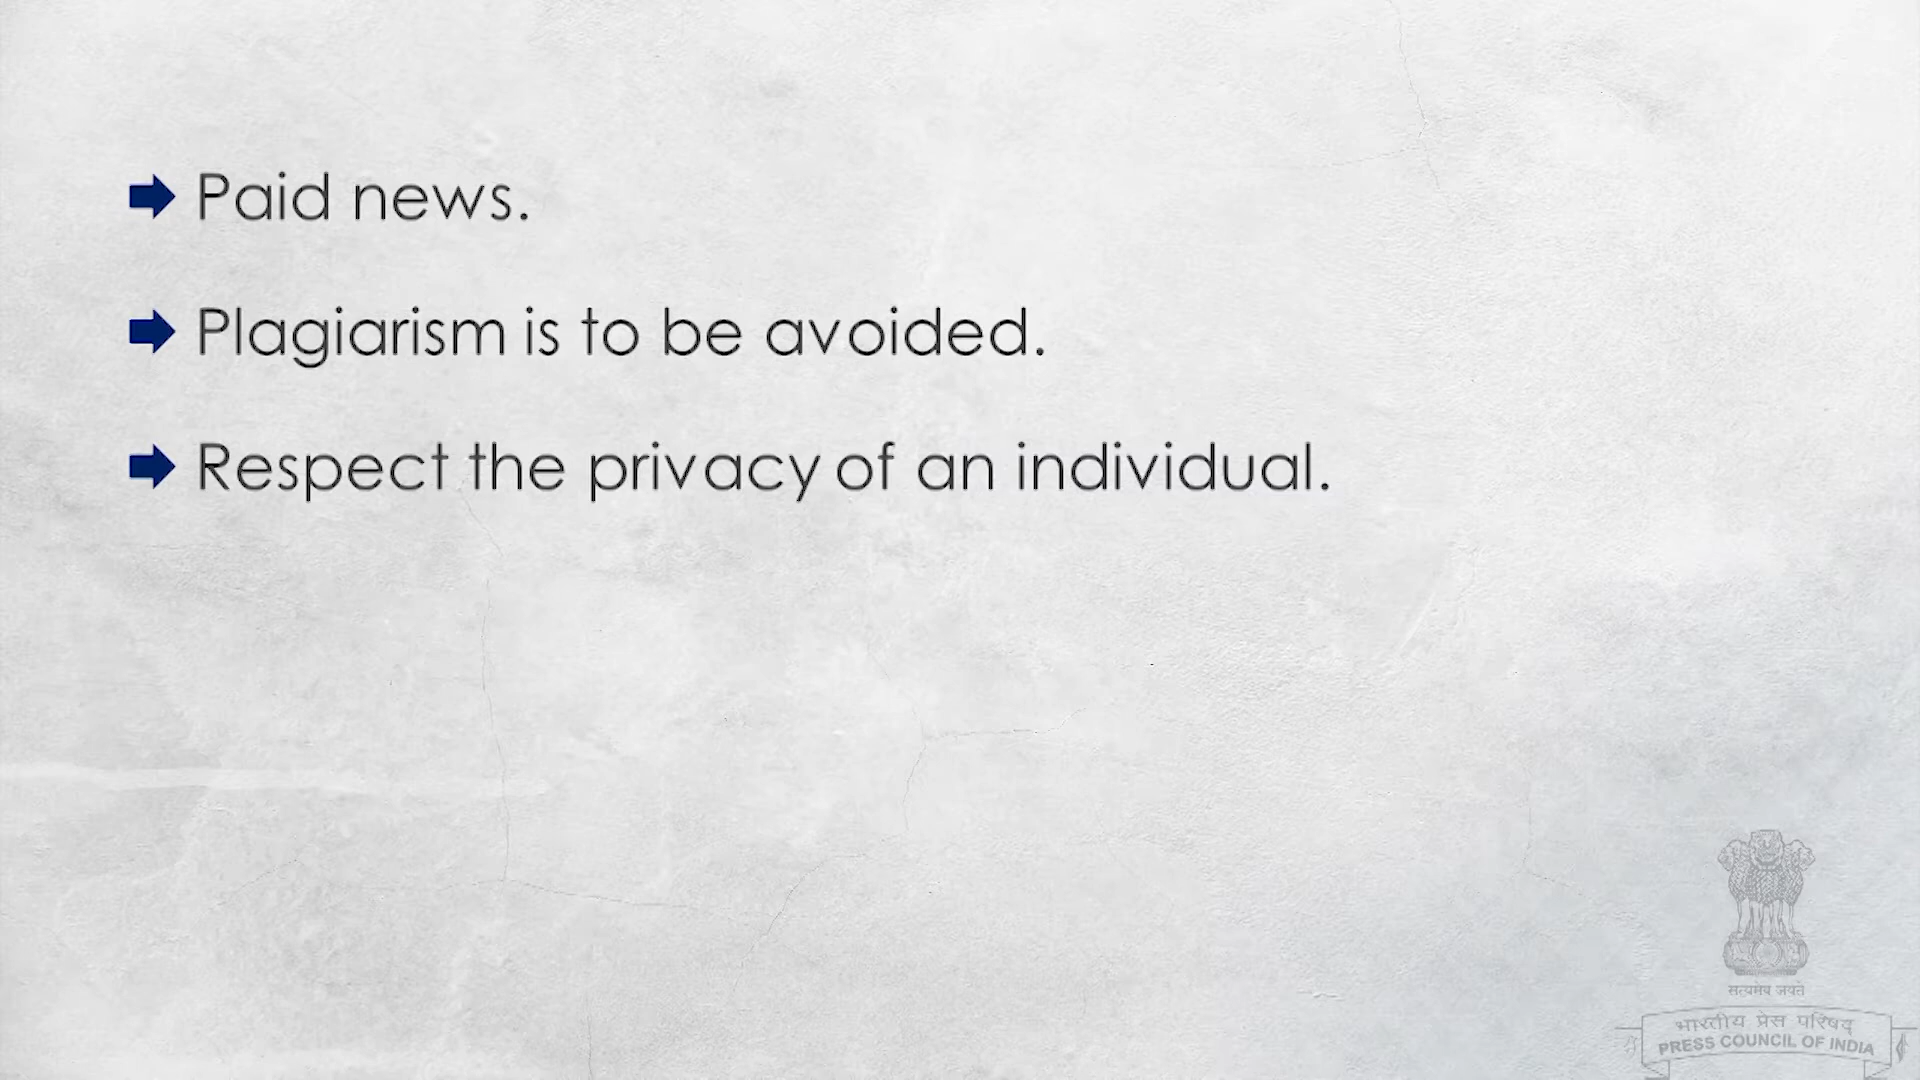 Paid news.
Plagiarism is to be avoided.
Respect the privacy of an individual.
सत्यमेव जयते
भारतीय प्रेस परिषद्
PRESS COUNCIL OF INDIA